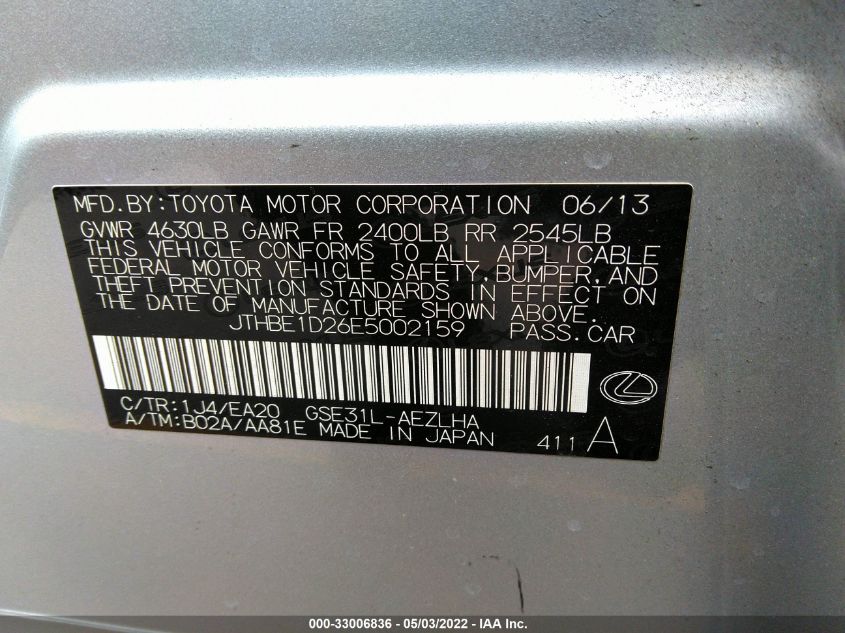 MFD.BY:TOYOTA MOTOR CORPORATION 06/13
GVWR 4630LB GAWR FR 2400LB RR 2545LB
THIS VEHICLE CONFORMS TO ALL APPLICABLE
FEDERAL MOTOR VEHICLE SAFETY,BUMPER,AND
THEFT PREVENTION STANDARDS IN EFFECT ON
THE DATE OF MANUFACTURE SHOWN ABOVE.
JTHBE1D26E5002159 PASS.CAR
C/TR:1J4/EA20 GSE31L-AEZLHA
A/TM:B02A/AA81E MADE IN JAPAN 411 A
000-33006836 - 05/03/2022 - IAA Inc.